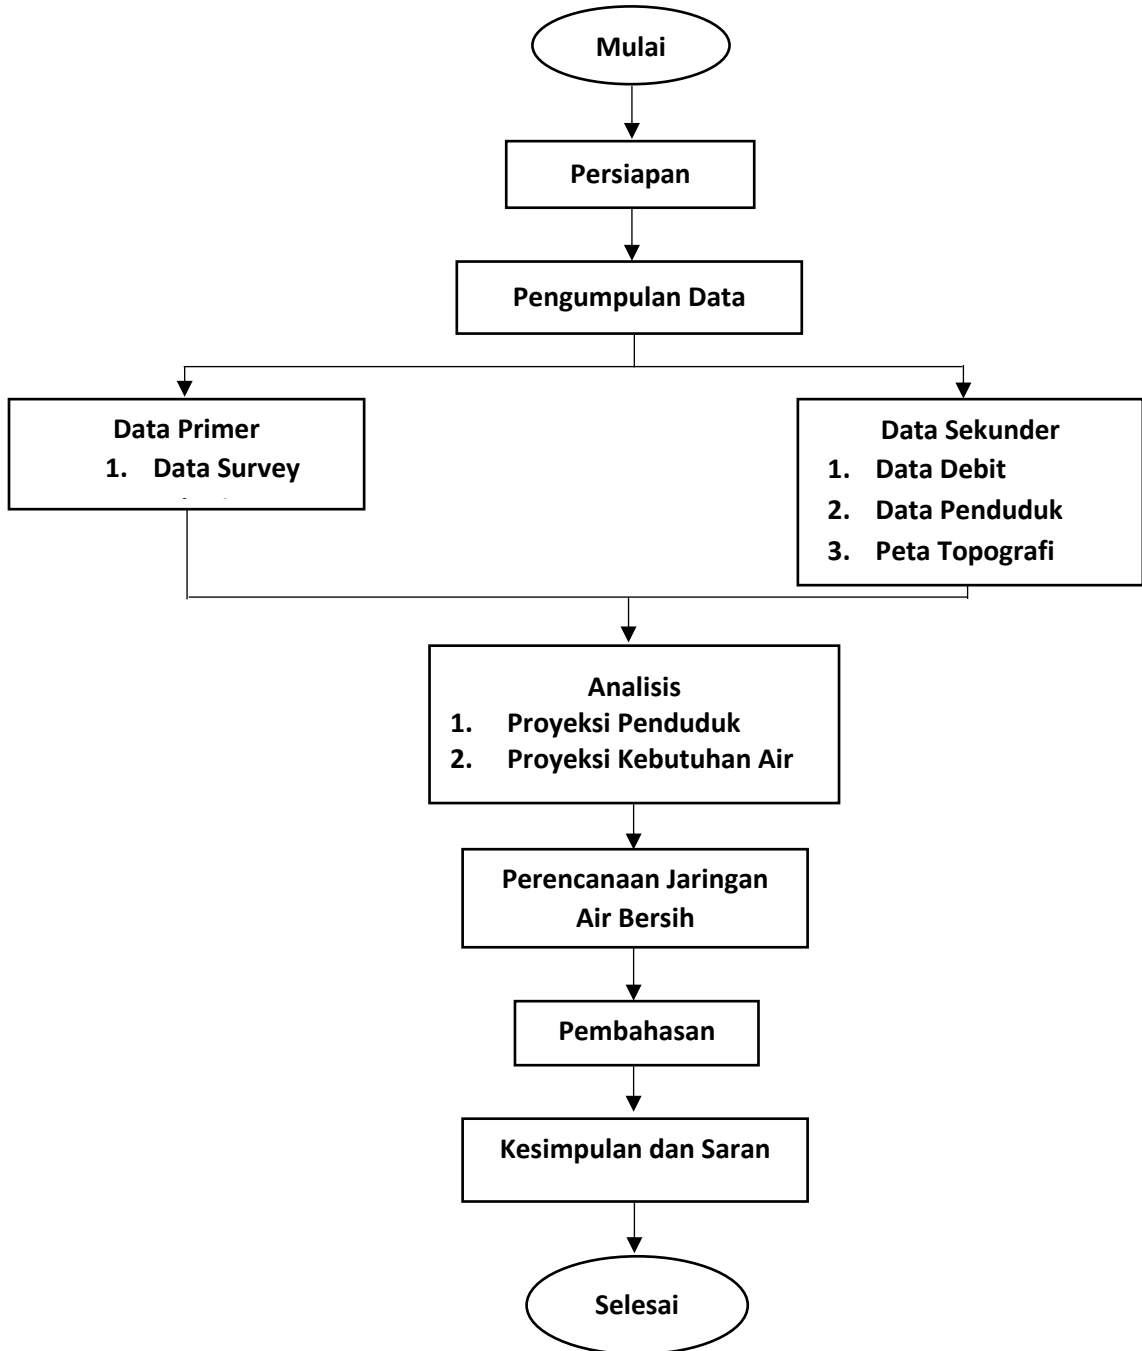 Mulai
Persiapan
Pengumpulan Data
Data Primer
1. Data Survey
Data Sekunder
1. Data Debit
2. Data Penduduk
3. Peta Topografi
Analisis
1. Proyeksi Penduduk
2. Proyeksi Kebutuhan Air
Perencanaan Jaringan
Air Bersih
Pembahasan
Kesimpulan dan Saran
Selesai